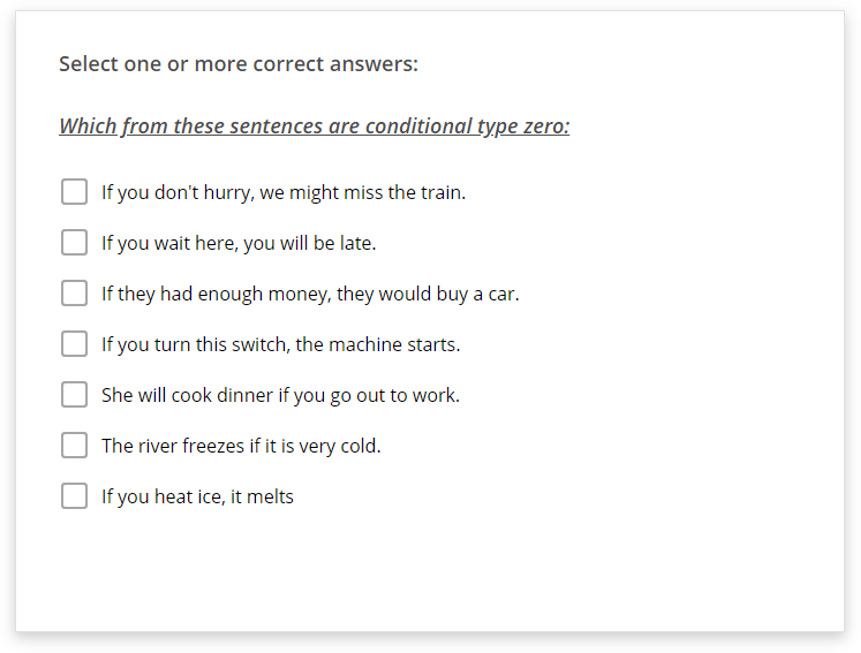 Select one or more correct answers:
Which from these sentences are conditional type zero:
If you don't hurry, we might miss the train.
If you wait here, you will be late.
If they had enough money, they would buy a car.
If you turn this switch, the machine starts.
She will cook dinner if you go out to work.
The river freezes if it is very cold.
If you heat ice, it melts